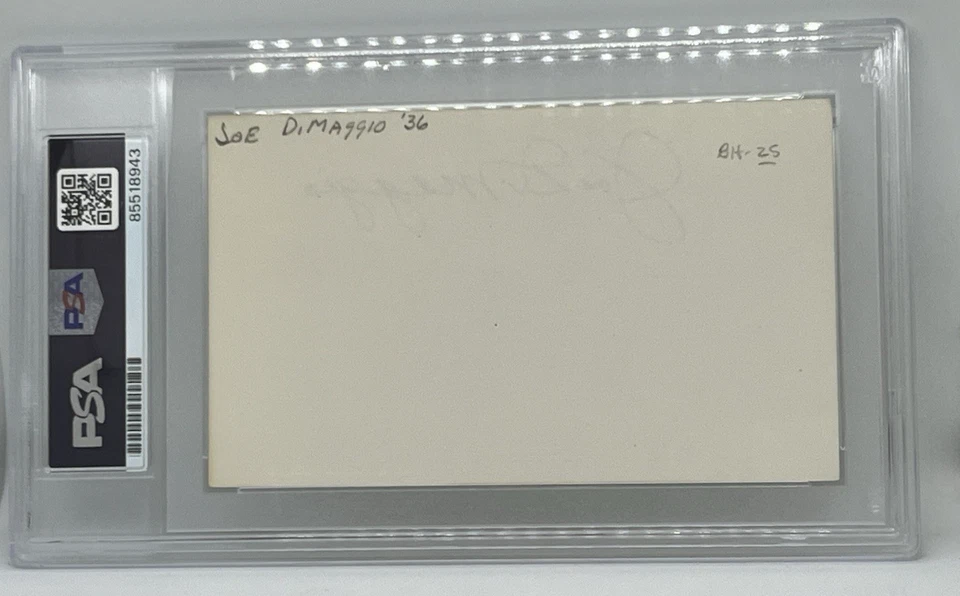 JOE DiMAggIO '36
BH-25
85518943
PSA
PSA